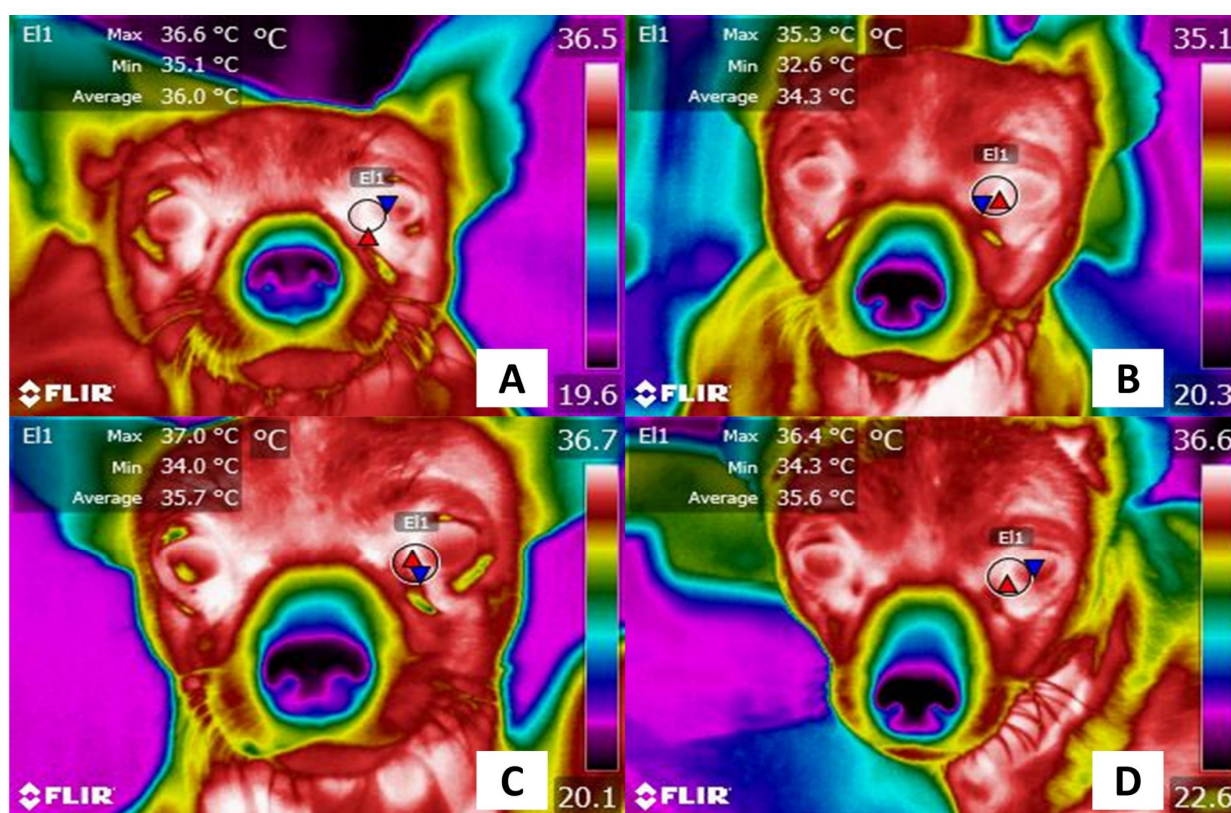 El1 Max 36.6 °C °C 36.5
Min 35.1 °C
Average 36.0 °C
El1
A
FLIR 19.6
El1 Max 35.3 °C °C 35.1
Min 32.6 °C
Average 34.3 °C
El1
B
FLIR 20.3
El1 Max 37.0 °C °C 36.7
Min 34.0 °C
Average 35.7 °C
El1
C
FLIR 20.1
El1 Max 36.4 °C °C 36.6
Min 34.3 °C
Average 35.6 °C
El1
D
FLIR 22.6